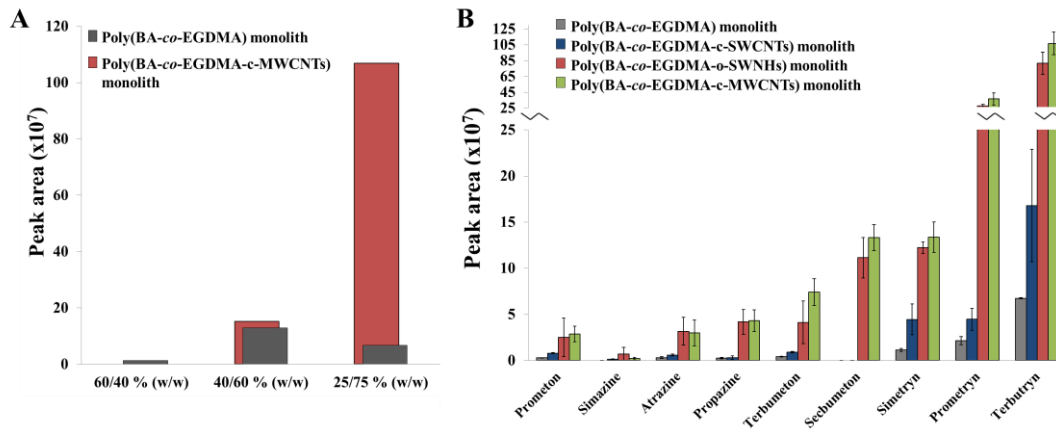 A
Peak area (x10⁷)
120
100
80
60
40
20
0
Poly(BA-co-EGDMA) monolith
Poly(BA-co-EGDMA-c-MWCNTs)
monolith
60/40 % (w/w)
40/60 % (w/w)
25/75 % (w/w)
B
Peak area (x10⁷)
125
105
85
65
45
25
25
20
15
10
5
0
Poly(BA-co-EGDMA) monolith
Poly(BA-co-EGDMA-c-SWCNTs) monolith
Poly(BA-co-EGDMA-o-SWNHs) monolith
Poly(BA-co-EGDMA-c-MWCNTs) monolith
Prometon
Simazine
Atrazine
Propazine
Terbumeton
Secbumeton
Simetryn
Prometryn
Terbutryn